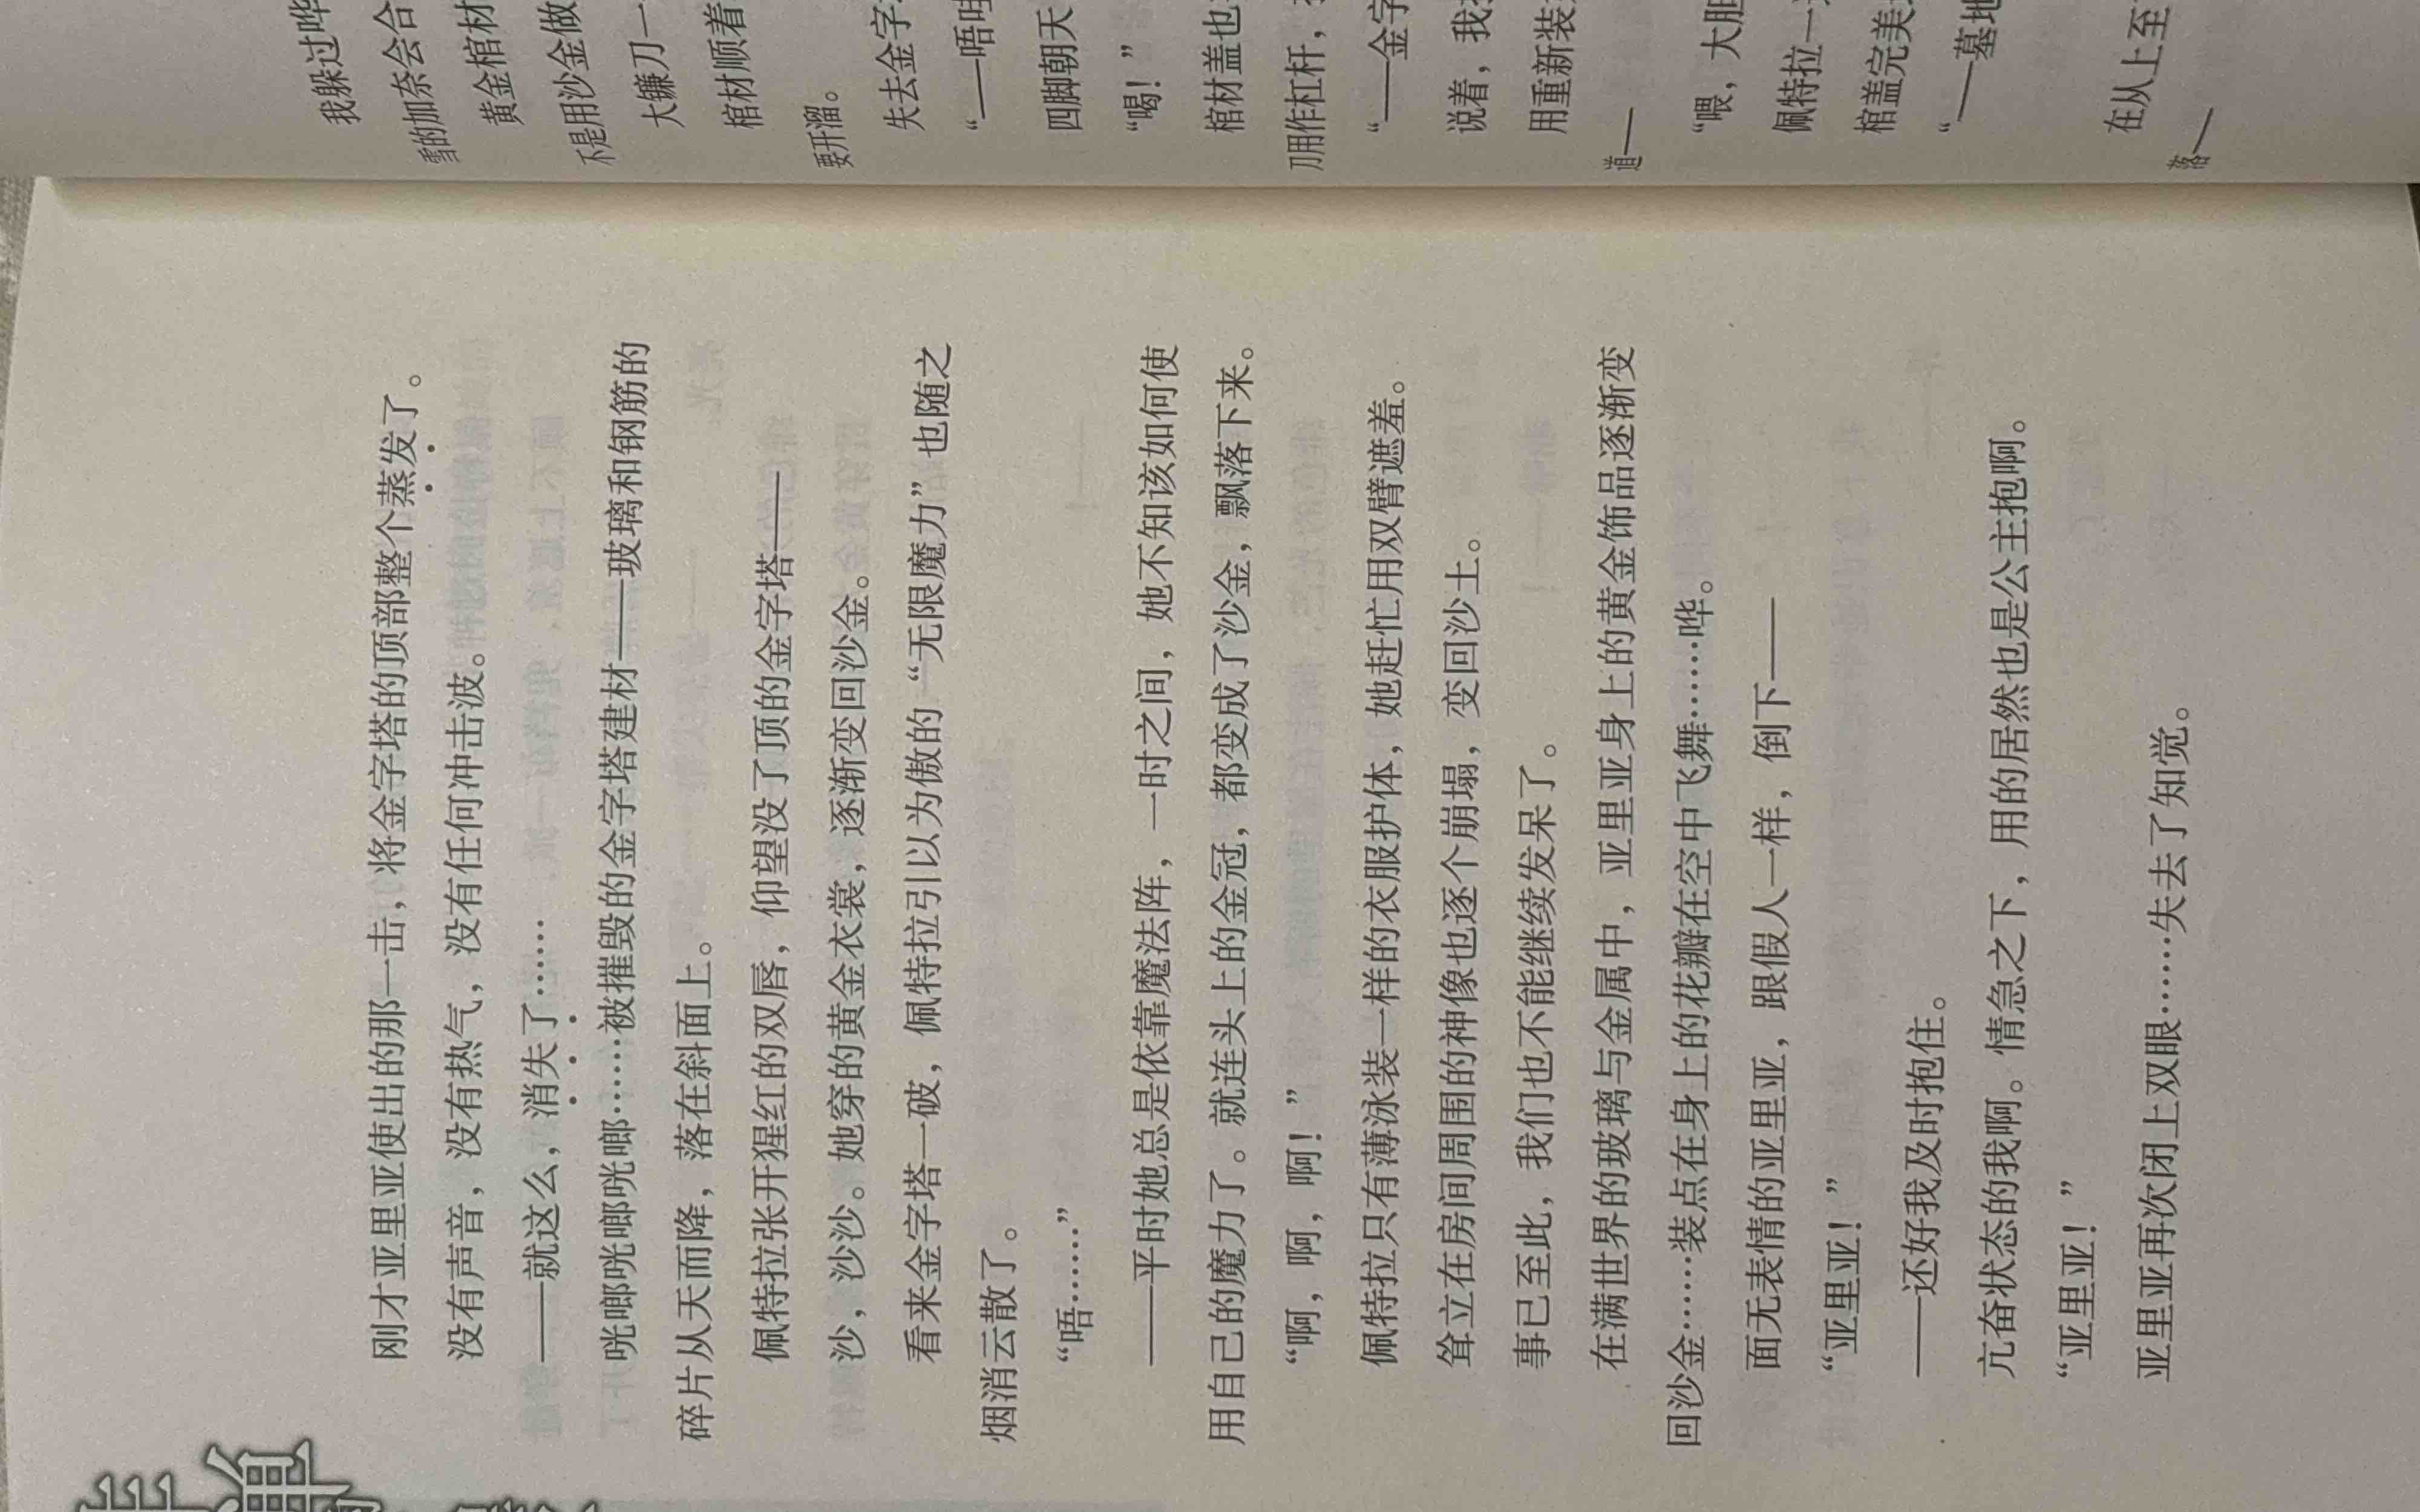 弹
刚才亚里亚使出的那一击，将金字塔的顶部整个蒸发了。
没有声音，没有热气，没有任何冲击波。
——就这么，消失了……
咣啷咣啷咣啷……被摧毁的金字塔建材——玻璃和钢筋的
碎片从天而降，落在斜面上。
佩特拉张开猩红的双唇，仰望没了顶的金字塔——
沙，沙沙。她穿的黄金衣裳，逐渐变回沙金。
看来金字塔一破，佩特拉引以为傲的“无限魔力”也随之
烟消云散了。
“唔……”
——平时她总是依靠魔法阵，一时之间，她不知该如何使
用自己的魔力了。就连头上的金冠，都变成了沙金，飘落下来。
“啊，啊，啊！”
佩特拉只有薄泳装一样的衣服护体，她赶忙用双臂遮羞。
耸立在房间周围的神像也逐个崩塌，变回沙土。
事已至此，我们也不能继续发呆了。
在满世界的玻璃与金属中，亚里亚身上的黄金饰品逐渐变
回沙金……装点在身上的花瓣在空中飞舞……哗。
面无表情的亚里亚，跟假人一样，倒下——
“亚里亚！”
——还好我及时抱住。
亢奋状态的我啊。情急之下，用的居然也是公主抱啊。
“亚里亚！”
亚里亚再次闭上双眼……失去了知觉。
我躲过哗
雪的加奈会合
黄金棺材
不是用沙金做
大镰刀一
棺材顺着
要开溜。
失去金字
“——唔哇
四脚朝天
“喝！”
棺材盖也
刀用作杠杆，
“——金字
说着，我
用重新装
道——
“喂，大胆
佩特拉一
棺盖完美
“——墓地
在从上至
落——